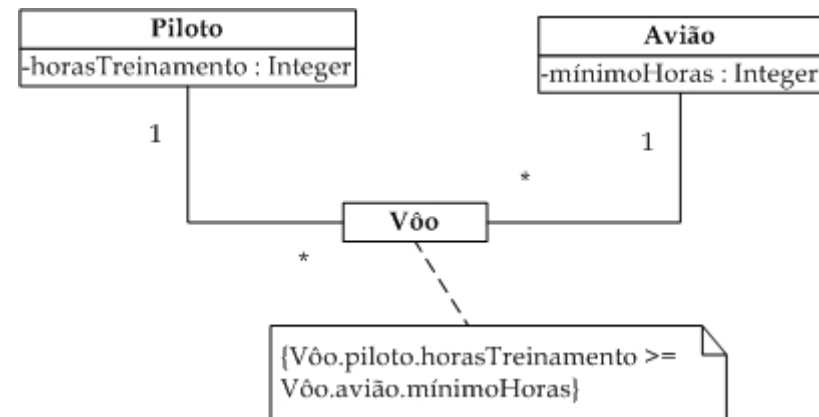 Piloto
-horasTreinamento : Integer
Avião
-mínimoHoras : Integer
1
1
*
Vôo
*
{Vôo.piloto.horasTreinamento >=
Vôo.avião.mínimoHoras}